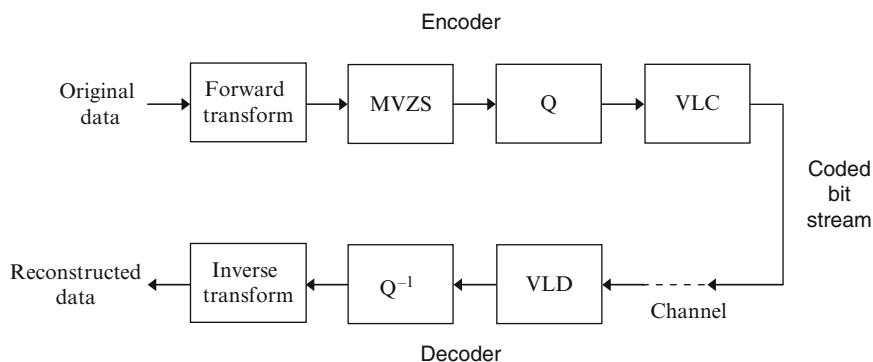 Encoder
Original
data
Forward
transform
MVZS
Q
VLC
Coded
bit
stream
Reconstructed
data
Inverse
transform
Q⁻¹
VLD
Channel
Decoder